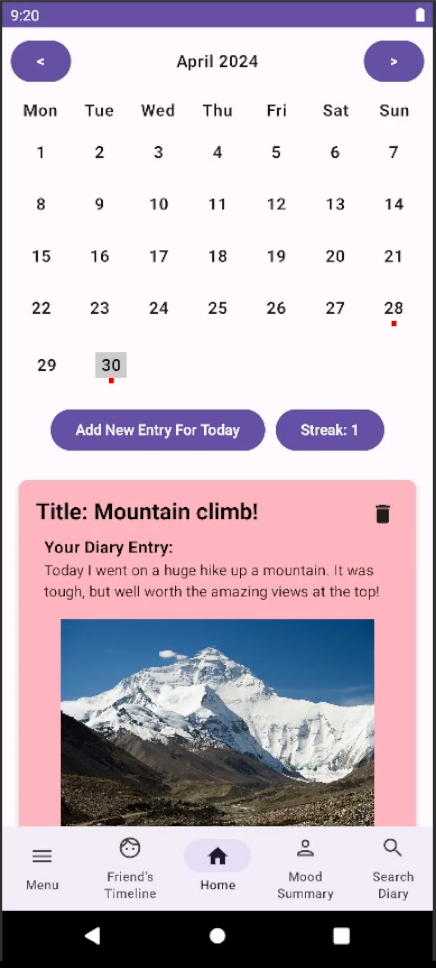 9:20
< April 2024 >
Mon Tue Wed Thu Fri Sat Sun
1 2 3 4 5 6 7
8 9 10 11 12 13 14
15 16 17 18 19 20 21
22 23 24 25 26 27 28
29 30
Add New Entry For Today Streak: 1
Title: Mountain climb!
Your Diary Entry:
Today I went on a huge hike up a mountain. It was
tough, but well worth the amazing views at the top!
Menu
Friend's
Timeline
Home
Mood
Summary
Search
Diary